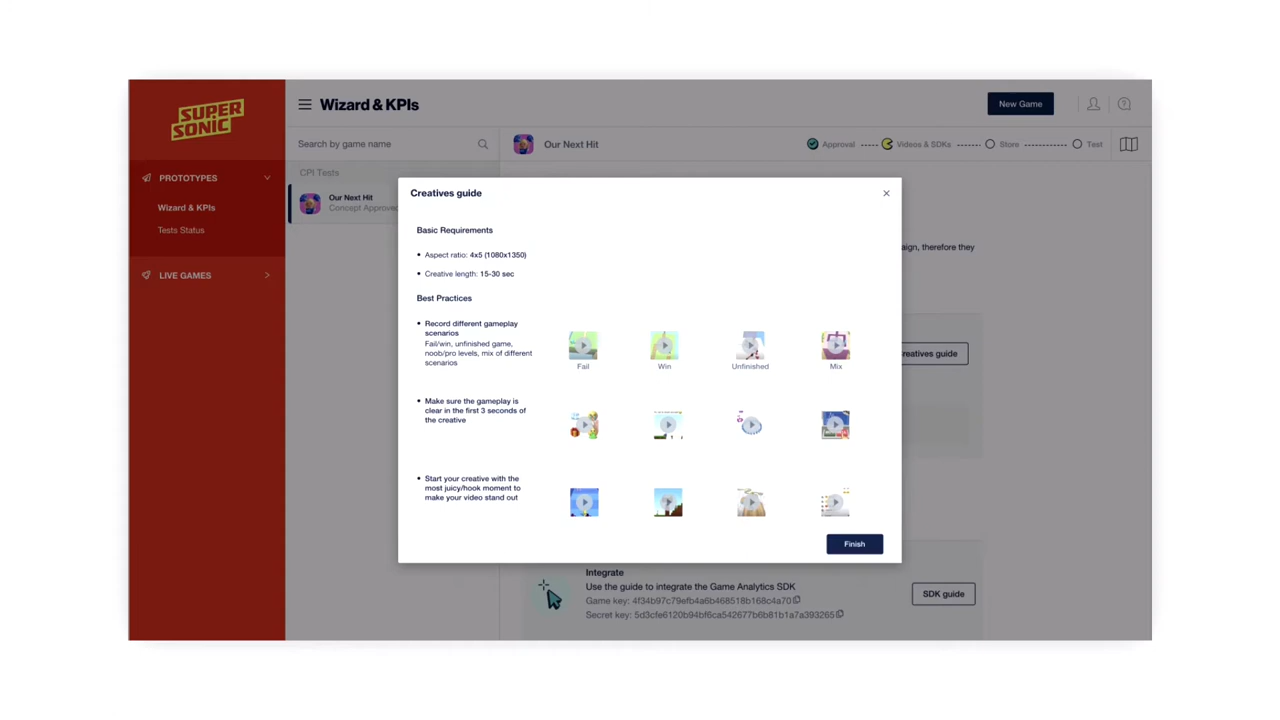 SUPER
SONIC
Wizard & KPIs
New Game
Search by game name
Our Next Hit
Approval
Videos & SDKs
Store
Test
PROTOTYPES
Wizard & KPIs
Tests Status
LIVE GAMES
CPI Tests
Our Next Hit
Concept Approved
Creatives guide
Basic Requirements
• Aspect ratio: 4x5 (1080x1350)
• Creative length: 15-30 sec
Best Practices
• Record different gameplay
scenarios
Fail/win, unfinished game,
noob/pro levels, mix of different
scenarios
Fail
Win
Unfinished
Mix
• Make sure the gameplay is
clear in the first 3 seconds of
the creative
• Start your creative with the
most juicy/hook moment to
make your video stand out
Finish
aign, therefore they
reatives guide
Integrate
Use the guide to integrate the Game Analytics SDK
Game key: 4f34b97c79efb4a6b468518b168c4a70
Secret key: 5d3cfe6120b94bf6ca542677b6b81b1a7a393265
SDK guide